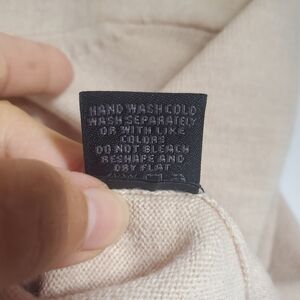 HAND WASH COLD
WASH SEPARATELY
OR WITH LIKE
COLORS
DO NOT BLEACH
RESHAPE AND
DRY FLAT